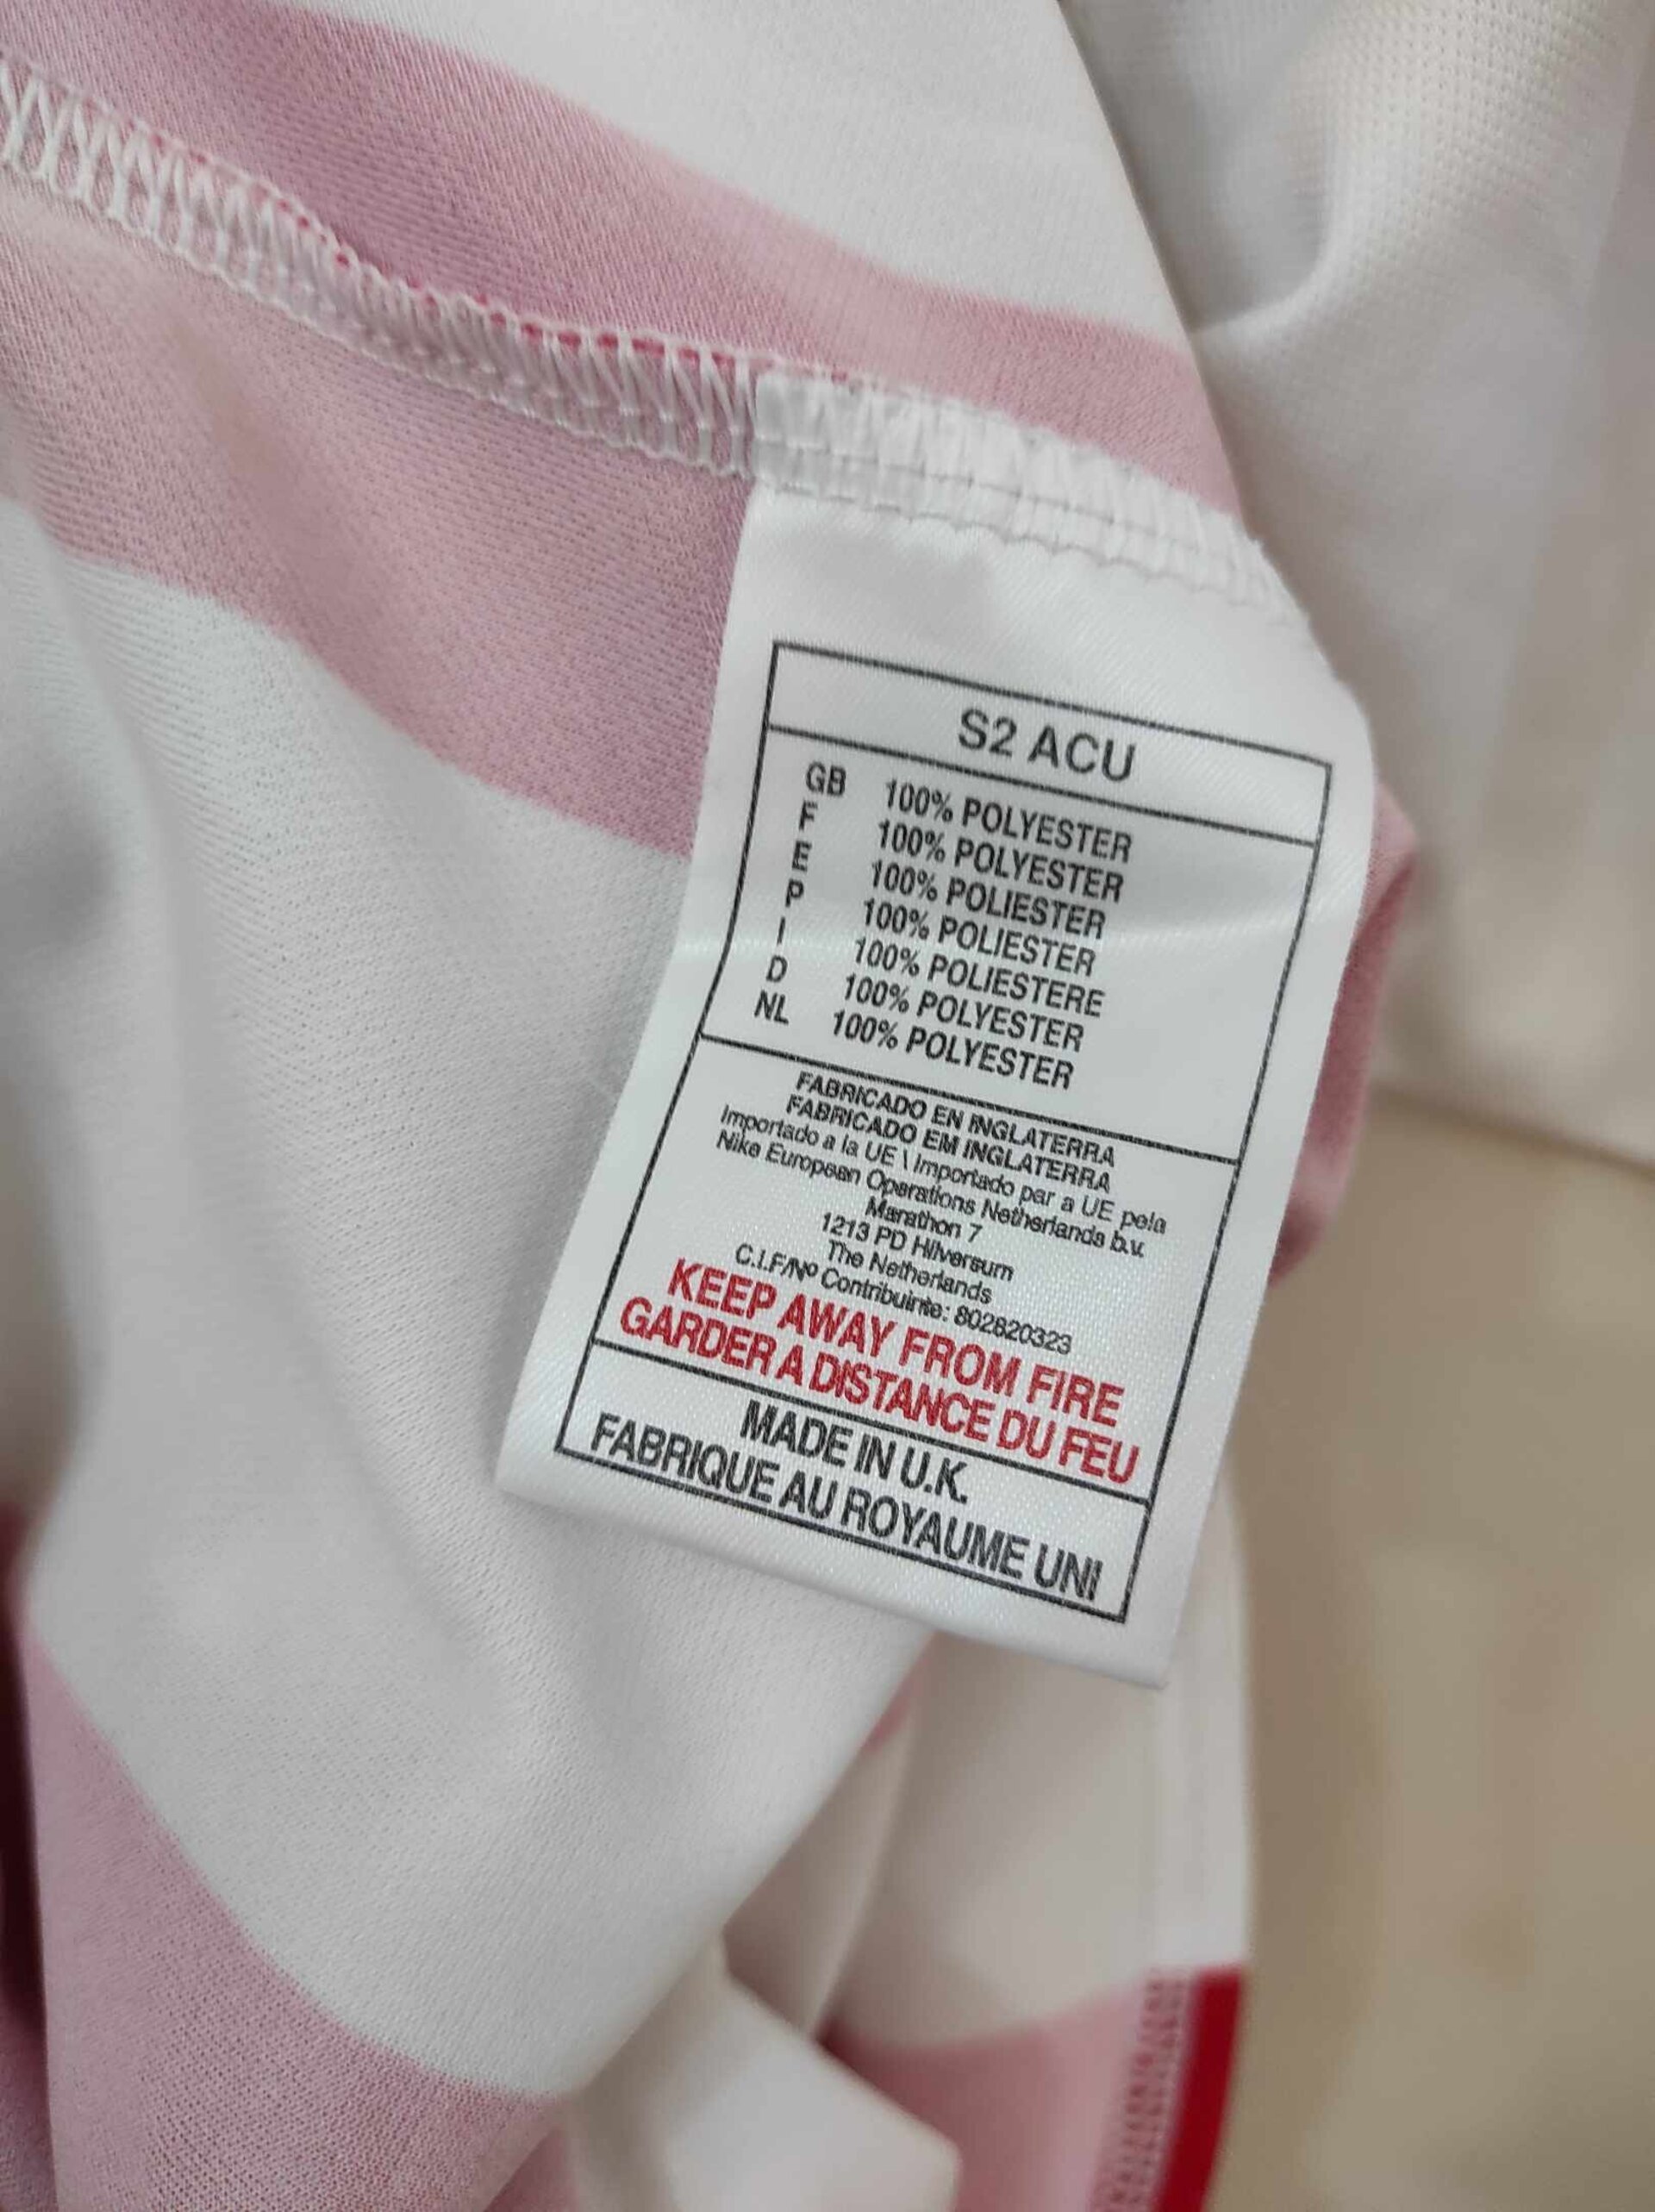 S2 ACU
GB 100% POLYESTER
F 100% POLYESTER
E 100% POLIESTER
P 100% POLIESTER
I 100% POLIESTERE
D 100% POLYESTER
NL 100% POLYESTER
FABRICADO EN INGLATERRA
FABRICADO EM INGLATERRA
Importado a la UE \ Importado par a UE pela
Nike European Operations Netherlands b.v.
Marathon 7
1213 PD Hilversum
The Netherlands
C.I.F/Nº Contribuinte: 802820323
KEEP AWAY FROM FIRE
GARDER A DISTANCE DU FEU
MADE IN U.K.
FABRIQUE AU ROYAUME UNI